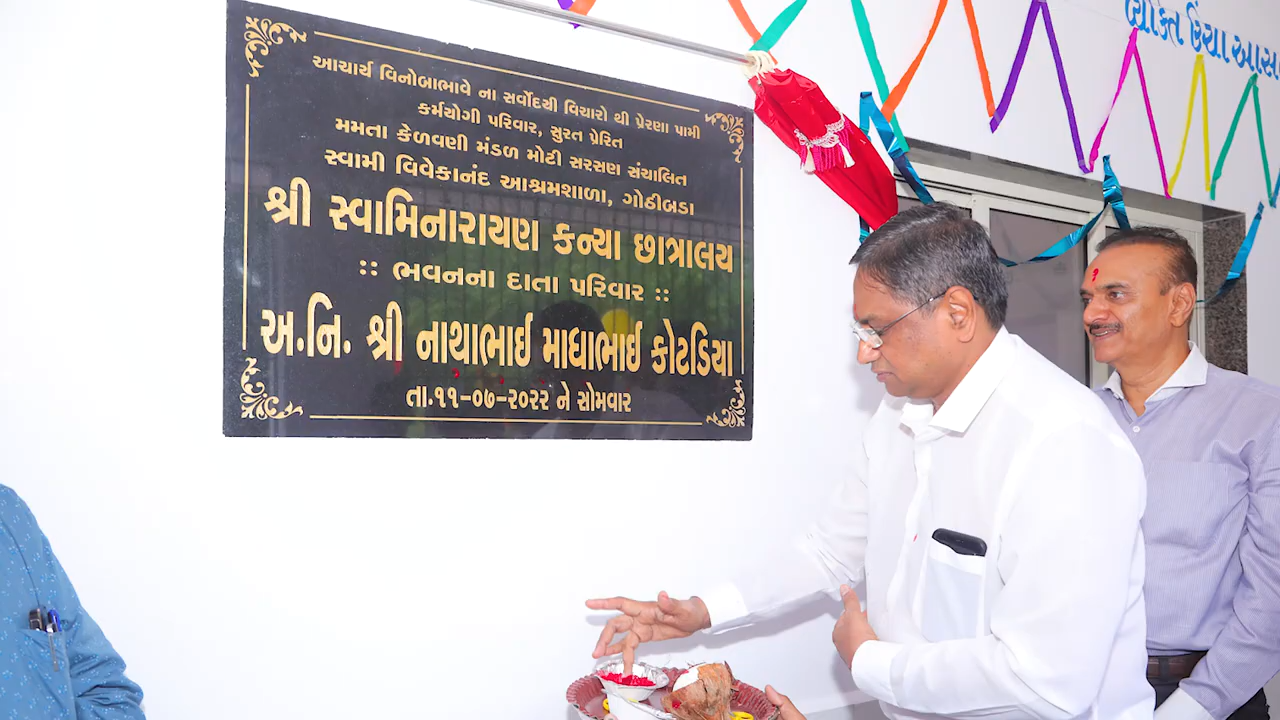 આચાર્ય વિનોબાભાવે ના સર્વોદયી વિચારો થી પ્રેરણા પામી
કર્મયોગી પરિવાર, સુરત પ્રેરિત
મમતા કેળવણી મંડળ મોટી સરસણ સંચાલિત
સ્વામી વિવેકાનંદ આશ્રમશાળા, ગોઠીબડા
શ્રી સ્વામિનારાયણ કન્યા છાત્રાલય
:: ભવનના દાતા પરિવાર ::
અ.નિ. શ્રી નાથાભાઈ માધાભાઈ કોટડિયા
તા.૧૧-૦૭-૨૦૨૨ ને સોમવાર